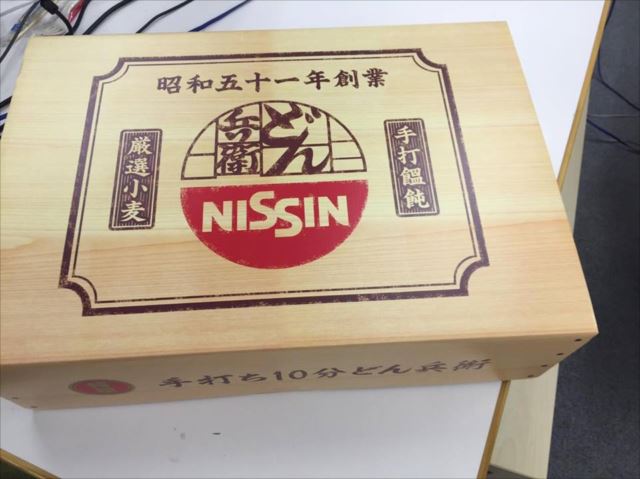 昭和五十一年創業
どん
兵衛
厳選小麦
手打饂飩
NISSIN
手打ち10分どん兵衛